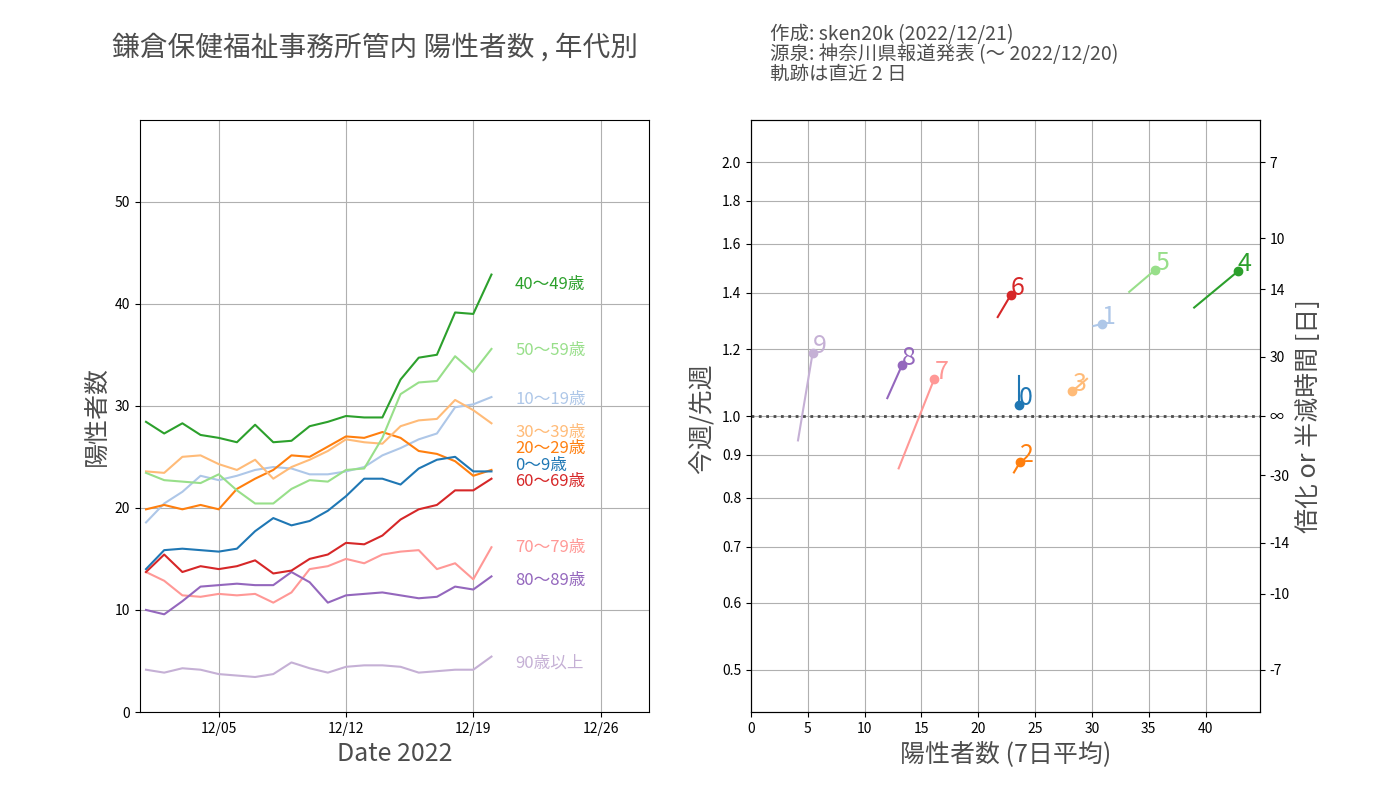 鎌倉保健福祉事務所管内 陽性者数 , 年代別
作成: sken20k (2022/12/21)
源泉: 神奈川県報道発表 (～ 2022/12/20)
軌跡は直近 2 日
陽性者数
50
40
30
20
10
0
12/05
12/12
12/19
12/26
Date 2022
40～49歳
50～59歳
10～19歳
30～39歳
20～29歳
0～9歳
60～69歳
70～79歳
80～89歳
90歳以上
今週/先週
2.0
1.8
1.6
1.4
1.2
1.0
0.9
0.8
0.7
0.6
0.5
9
8
7
6
0
2
3
1
5
4
0
5
10
15
20
25
30
35
40
陽性者数 (7日平均)
7
10
14
30
∞
-30
-14
-10
-7
倍化 or 半減時間 [日]